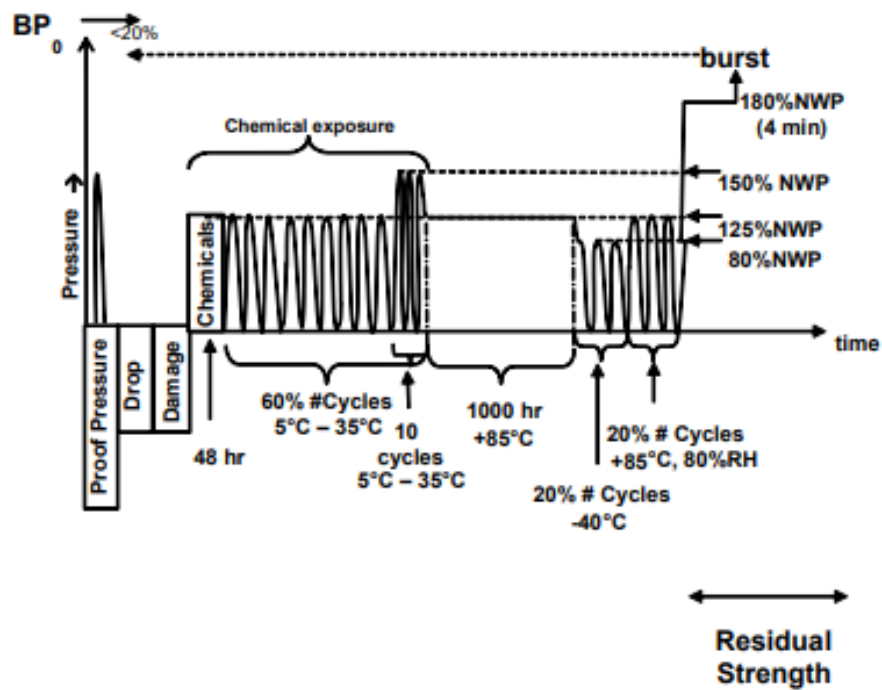 BP
0
<20%
burst
180%NWP
(4 min)
Chemical exposure
150% NWP
125%NWP
80%NWP
Pressure
Chemicals
time
Proof Pressure
Drop
Damage
48 hr
60% #Cycles
5°C – 35°C
10
cycles
5°C – 35°C
1000 hr
+85°C
20% # Cycles
+85°C, 80%RH
20% # Cycles
-40°C
Residual
Strength